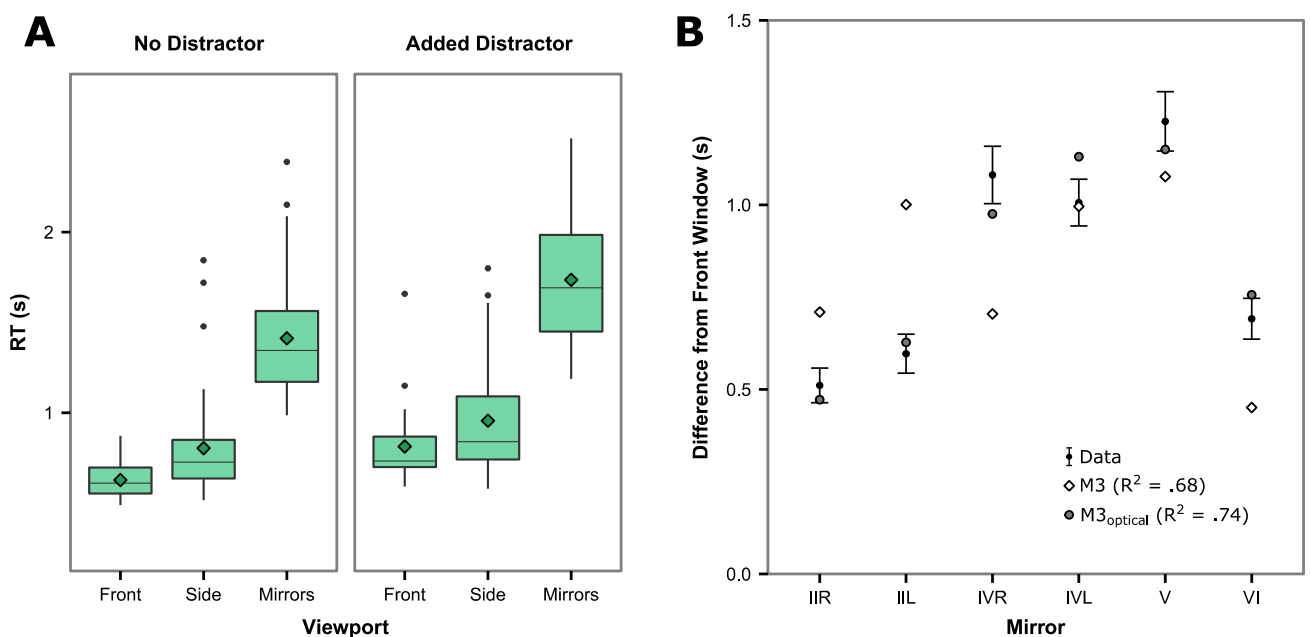 A
No Distractor
Added Distractor
RT (s)
2
1
Front
Side
Mirrors
Front
Side
Mirrors
Viewport
B
Difference from Front Window (s)
1.5
1.0
0.5
0.0
Data
M3 (R² = .68)
M3optical (R² = .74)
IIR
IIL
IVR
IVL
V
VI
Mirror